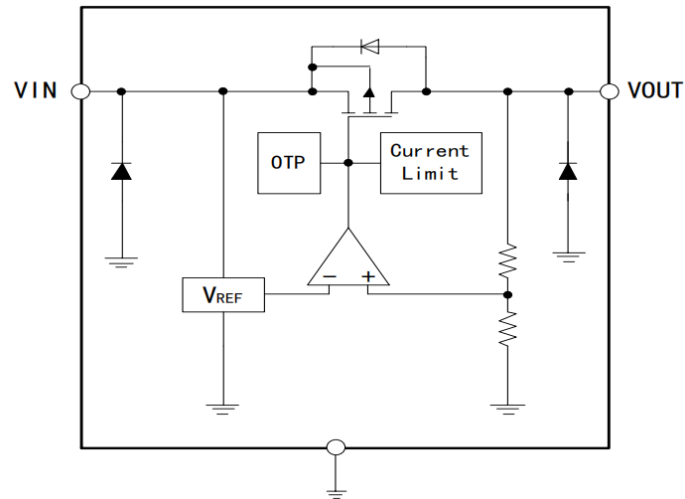 VIN
VOUT
OTP
Current
Limit
− +
VREF